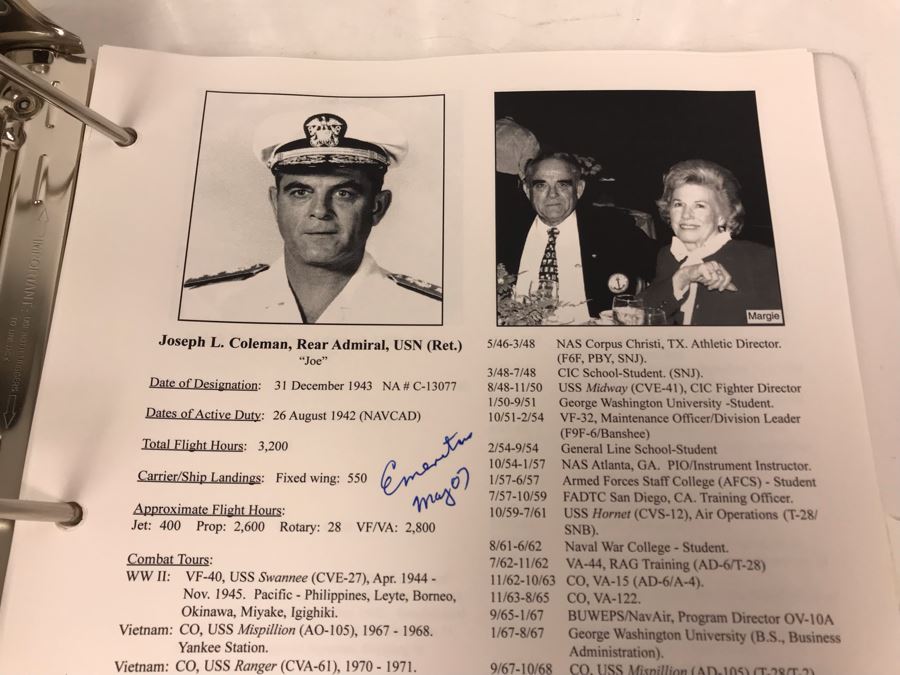 Margie
Joseph L. Coleman, Rear Admiral, USN (Ret.)
“Joe”
Date of Designation: 31 December 1943 NA # C-13077
Dates of Active Duty: 26 August 1942 (NAVCAD)
Total Flight Hours: 3,200
Carrier/Ship Landings: Fixed wing: 550
Emeritus
May 07
Approximate Flight Hours:
Jet: 400 Prop: 2,600 Rotary: 28 VF/VA: 2,800
Combat Tours:
WW II: VF-40, USS Swannee (CVE-27), Apr. 1944 -
Nov. 1945. Pacific - Philippines, Leyte, Borneo,
Okinawa, Miyake, Igighiki.
Vietnam: CO, USS Mispillion (AO-105), 1967 - 1968.
Yankee Station.
Vietnam: CO, USS Ranger (CVA-61), 1970 - 1971.
5/46-3/48 NAS Corpus Christi, TX. Athletic Director.
(F6F, PBY, SNJ).
3/48-7/48 CIC School-Student. (SNJ).
8/48-11/50 USS Midway (CVE-41), CIC Fighter Director
1/50-9/51 George Washington University -Student.
10/51-2/54 VF-32, Maintenance Officer/Division Leader
(F9F-6/Banshee)
2/54-9/54 General Line School-Student
10/54-1/57 NAS Atlanta, GA. PIO/Instrument Instructor.
1/57-6/57 Armed Forces Staff College (AFCS) - Student
7/57-10/59 FADTC San Diego, CA. Training Officer.
10/59-7/61 USS Hornet (CVS-12), Air Operations (T-28/
SNB).
8/61-6/62 Naval War College - Student.
7/62-11/62 VA-44, RAG Training (AD-6/T-28)
11/62-10/63 CO, VA-15 (AD-6/A-4).
11/63-8/65 CO, VA-122.
9/65-1/67 BUWEPS/NavAir, Program Director OV-10A
1/67-8/67 George Washington University (B.S., Business
Administration).
9/67-10/68 CO, USS Mispillion (AD-105) (T-28/T-2)